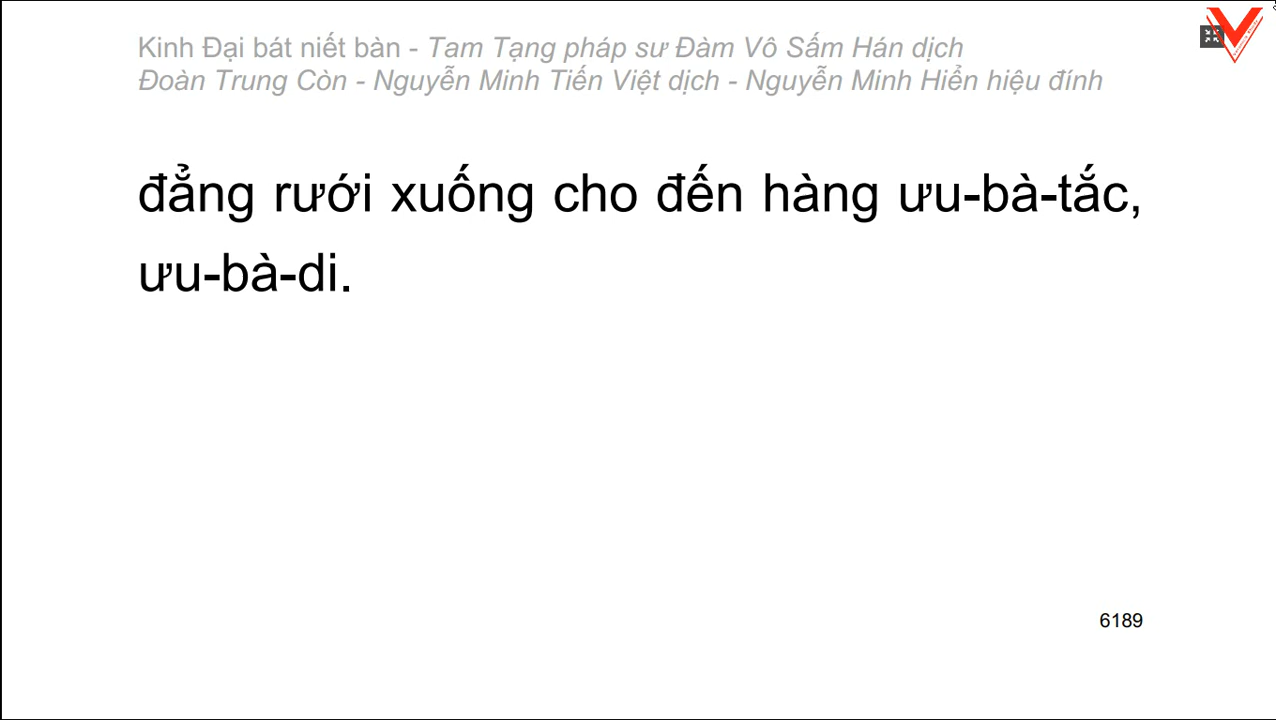 Kinh Đại bát niết bàn - Tam Tạng pháp sư Đàm Vô Sấm Hán dịch
Đoàn Trung Còn - Nguyễn Minh Tiến Việt dịch - Nguyễn Minh Hiển hiệu đính
đẳng rưới xuống cho đến hàng ưu-bà-tắc,
ưu-bà-di.
6189